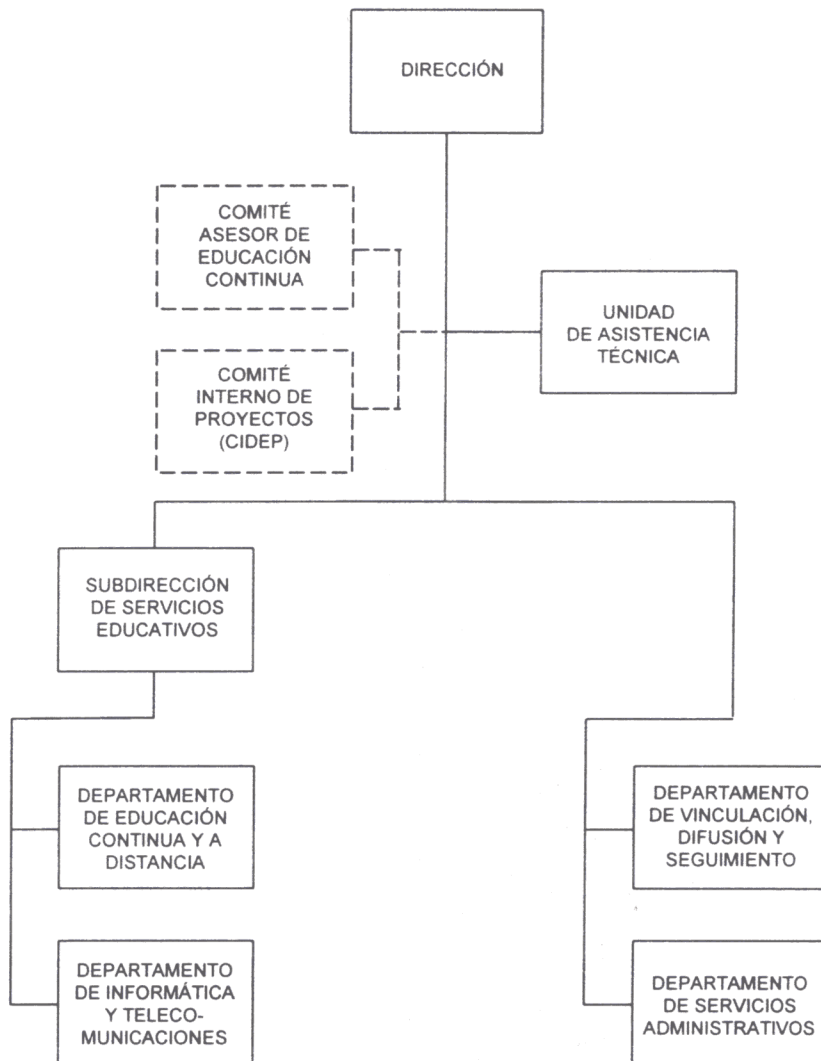 DIRECCIÓN
COMITÉ
ASESOR DE
EDUCACIÓN
CONTINUA
UNIDAD
DE ASISTENCIA
TÉCNICA
COMITÉ
INTERNO DE
PROYECTOS
(CIDEP)
SUBDIRECCIÓN
DE SERVICIOS
EDUCATIVOS
DEPARTAMENTO
DE EDUCACIÓN
CONTINUA Y A
DISTANCIA
DEPARTAMENTO
DE VINCULACIÓN,
DIFUSIÓN Y
SEGUIMIENTO
DEPARTAMENTO
DE INFORMÁTICA
Y TELECO-
MUNICACIONES
DEPARTAMENTO
DE SERVICIOS
ADMINISTRATIVOS